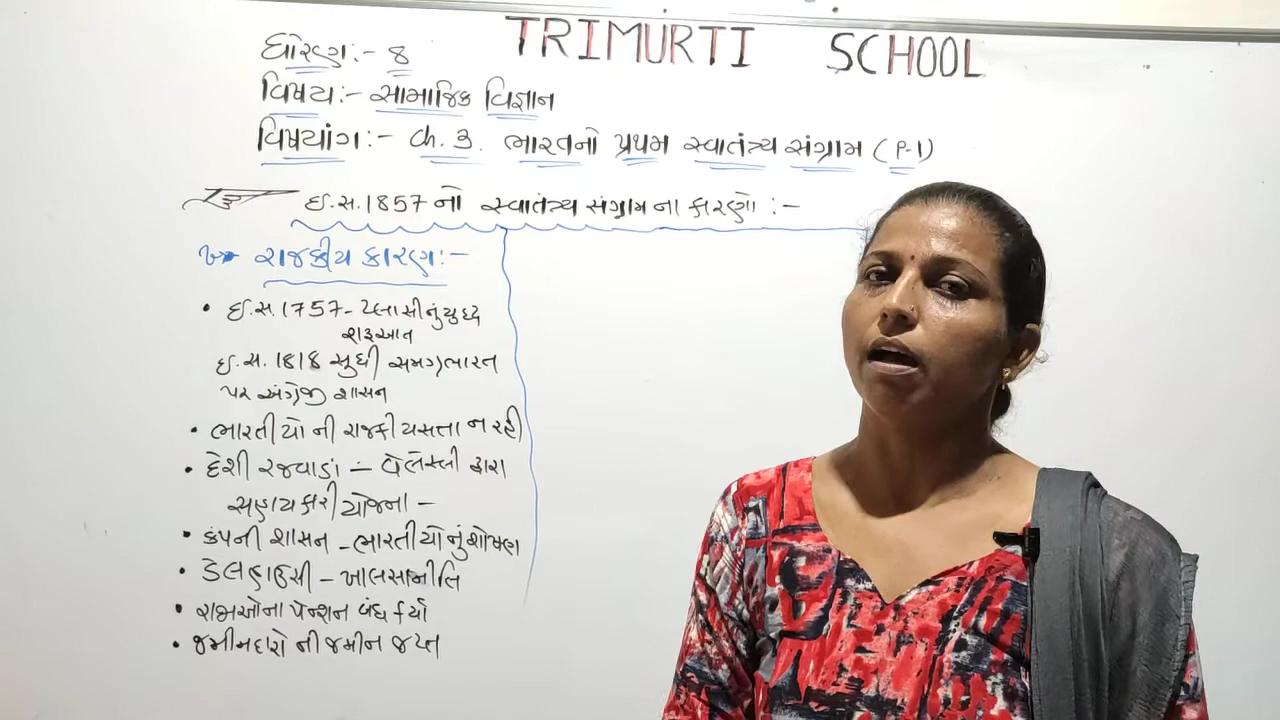 TRIMURTI SCHOOL
ધોરણ:- 8
વિષય:- સામાજિક વિજ્ઞાન
વિષયાંગ:- ch. 3. ભારતનો પ્રથમ સ્વાતંત્ર્ય સંગ્રામ (P-1)
ઈ.સ.1857 નો સ્વાતંત્ર્ય સંગ્રામ ના કારણો :-
રાજકીય કારણ:-
• ઈ.સ.1757 - પ્લાસીનું યુદ્ધ
શરૂઆત
ઈ.સ. 1818 સુધી સમગ્ર ભારત
પર અંગ્રેજી શાસન
• ભારતીયો ની રાજકીય સત્તા ન રહી
• દેશી રજવાડાં - વેલેસ્લી દ્વારા
સહાયકારી યોજના -
• કંપની શાસન - ભારતીયોનું શોષણ
• ડેલહાઉસી - ખાલસાનીતિ
• રાજાઓના પેન્શન બંધ કર્યા
• જમીનદારો ની જમીન જપ્ત